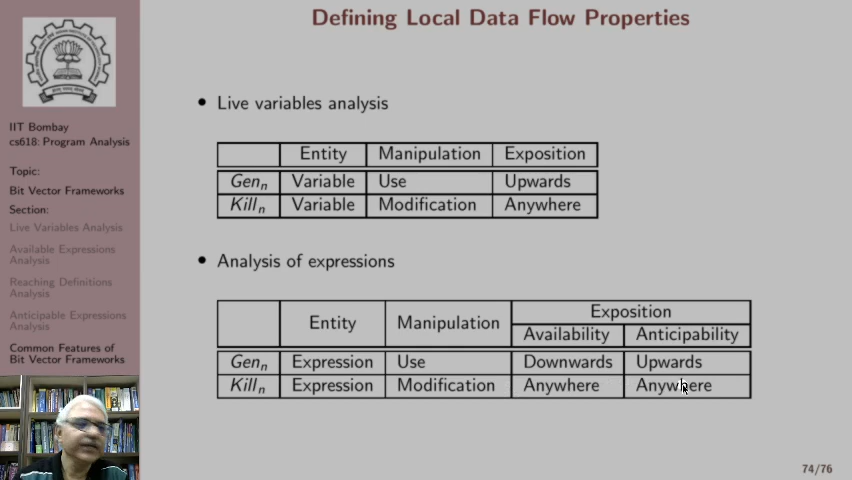 Defining Local Data Flow Properties
IIT Bombay
cs618: Program Analysis
Topic:
Bit Vector Frameworks
Section:
Live Variables Analysis
Available Expressions
Analysis
Reaching Definitions
Analysis
Anticipable Expressions
Analysis
Common Features of
Bit Vector Frameworks
• Live variables analysis
Entity Manipulation Exposition
Genn Variable Use Upwards
Killn Variable Modification Anywhere
• Analysis of expressions
Entity Manipulation Exposition
Availability Anticipability
Genn Expression Use Downwards Upwards
Killn Expression Modification Anywhere Anywhere
74/76